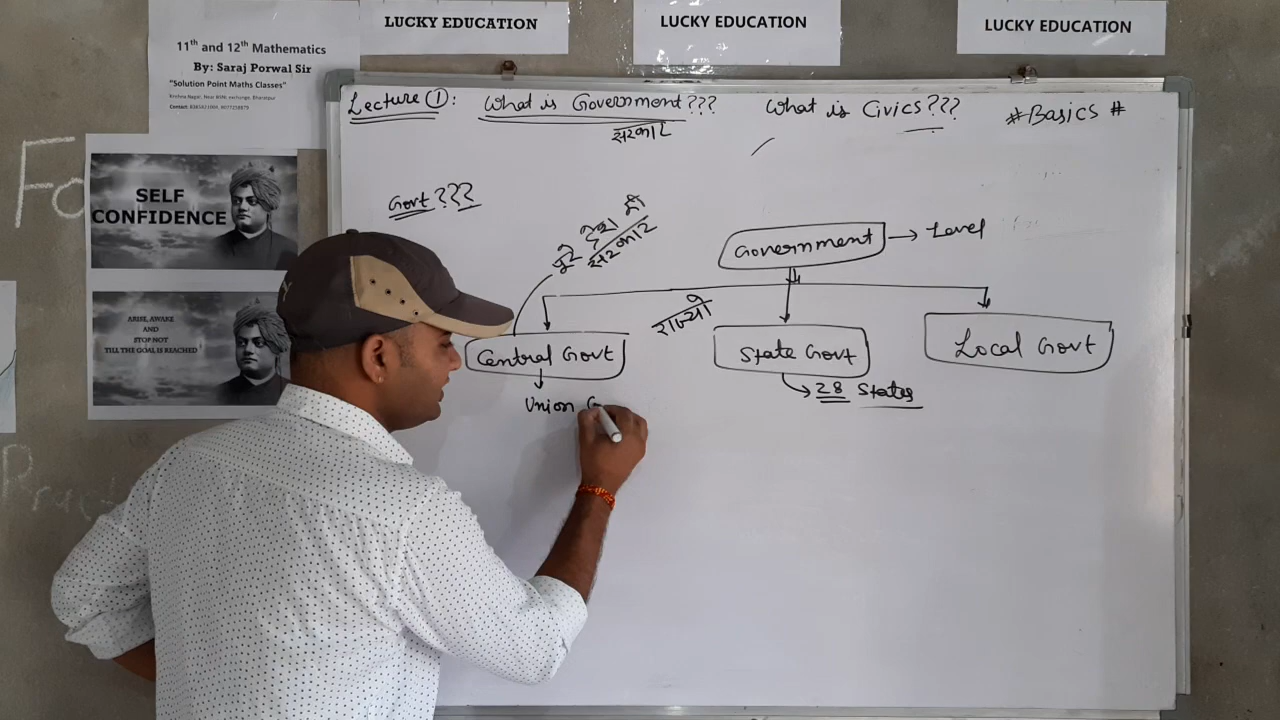 LUCKY EDUCATION
LUCKY EDUCATION
LUCKY EDUCATION
11th and 12th Mathematics
By: Saraj Porwal Sir
"Solution Point Maths Classes"
SELF
CONFIDENCE
ARISE, AWAKE
AND
STOP NOT
TILL THE GOAL IS REACHED
Lecture ①: What is Government ??? What is Civics ??? # Basics #
सरकार
Govt ???
पूरे देश की
सरकार
Government → Level
राज्यो
Central Govt
State Govt
Local Govt
Union G
28 States